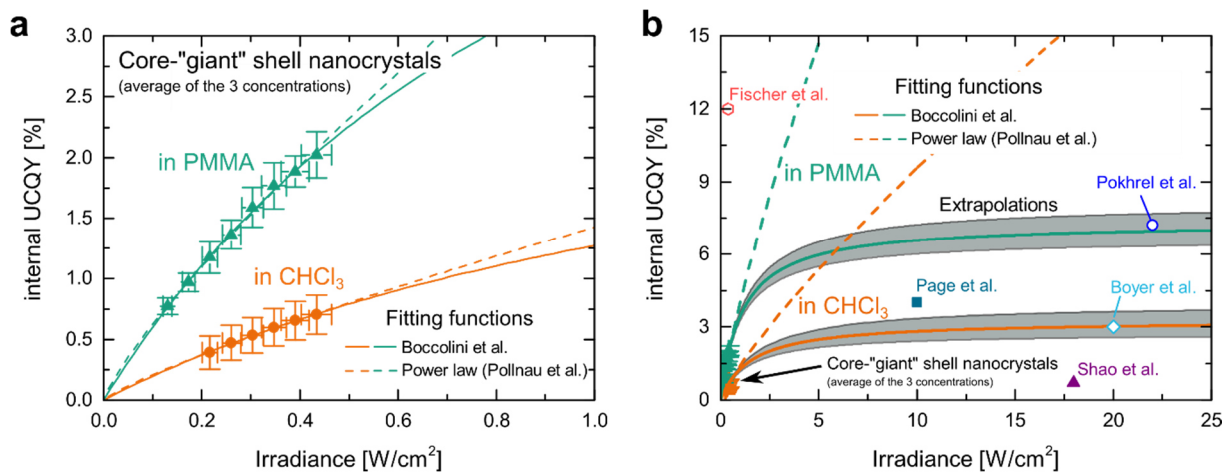 a
Core-"giant" shell nanocrystals
(average of the 3 concentrations)
in PMMA
in CHCl₃
Fitting functions
Boccolini et al.
Power law (Pollnau et al.)
internal UCQY [%]
3.0
2.5
2.0
1.5
1.0
0.5
0.0
0.0 0.2 0.4 0.6 0.8 1.0
Irradiance [W/cm²]
b
Fischer et al.
Fitting functions
Boccolini et al.
Power law (Pollnau et al.)
in PMMA
Pokhrel et al.
Extrapolations
Page et al.
Boyer et al.
in CHCl₃
Core-"giant" shell nanocrystals
(average of the 3 concentrations)
Shao et al.
internal UCQY [%]
15
12
9
6
3
0
0 5 10 15 20 25
Irradiance [W/cm²]